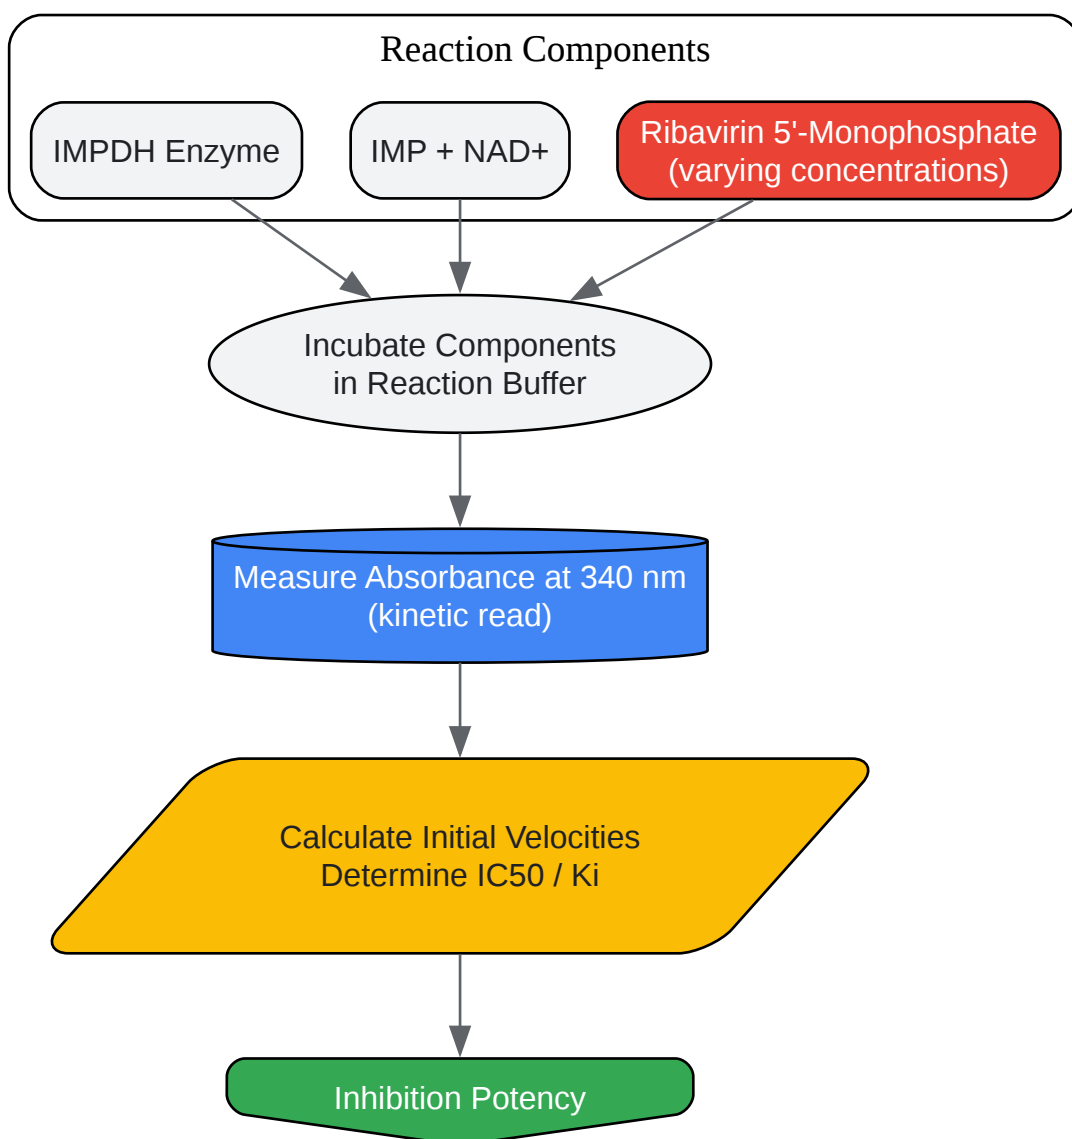 Reaction Components
IMPDH Enzyme
IMP + NAD+
Ribavirin 5'-Monophosphate
(varying concentrations)
Incubate Components
in Reaction Buffer
Measure Absorbance at 340 nm
(kinetic read)
Calculate Initial Velocities
Determine IC50 / Ki
Inhibition Potency